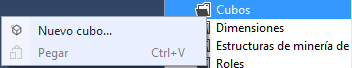 Nuevo cubo...
Pegar Ctrl+V
Cubos
Dimensiones
Estructuras de minería de
Roles